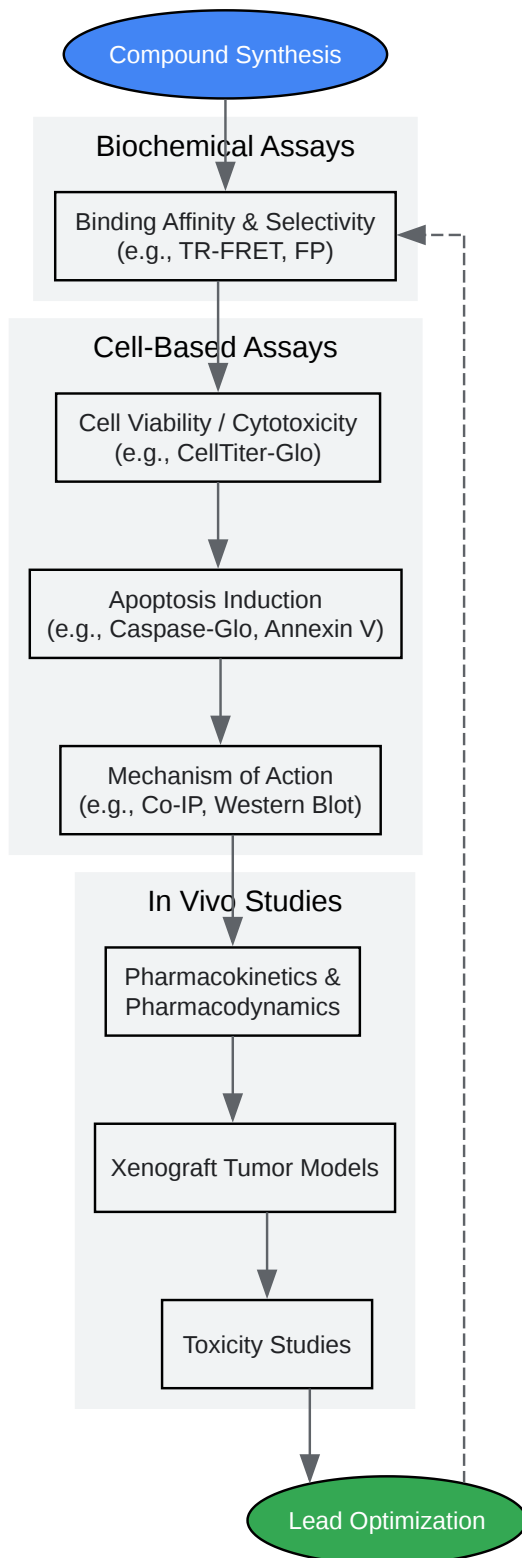 Compound Synthesis
Biochemical Assays
Binding Affinity & Selectivity
(e.g., TR-FRET, FP)
Cell-Based Assays
Cell Viability / Cytotoxicity
(e.g., CellTiter-Glo)
Apoptosis Induction
(e.g., Caspase-Glo, Annexin V)
Mechanism of Action
(e.g., Co-IP, Western Blot)
In Vivo Studies
Pharmacokinetics &
Pharmacodynamics
Xenograft Tumor Models
Toxicity Studies
Lead Optimization